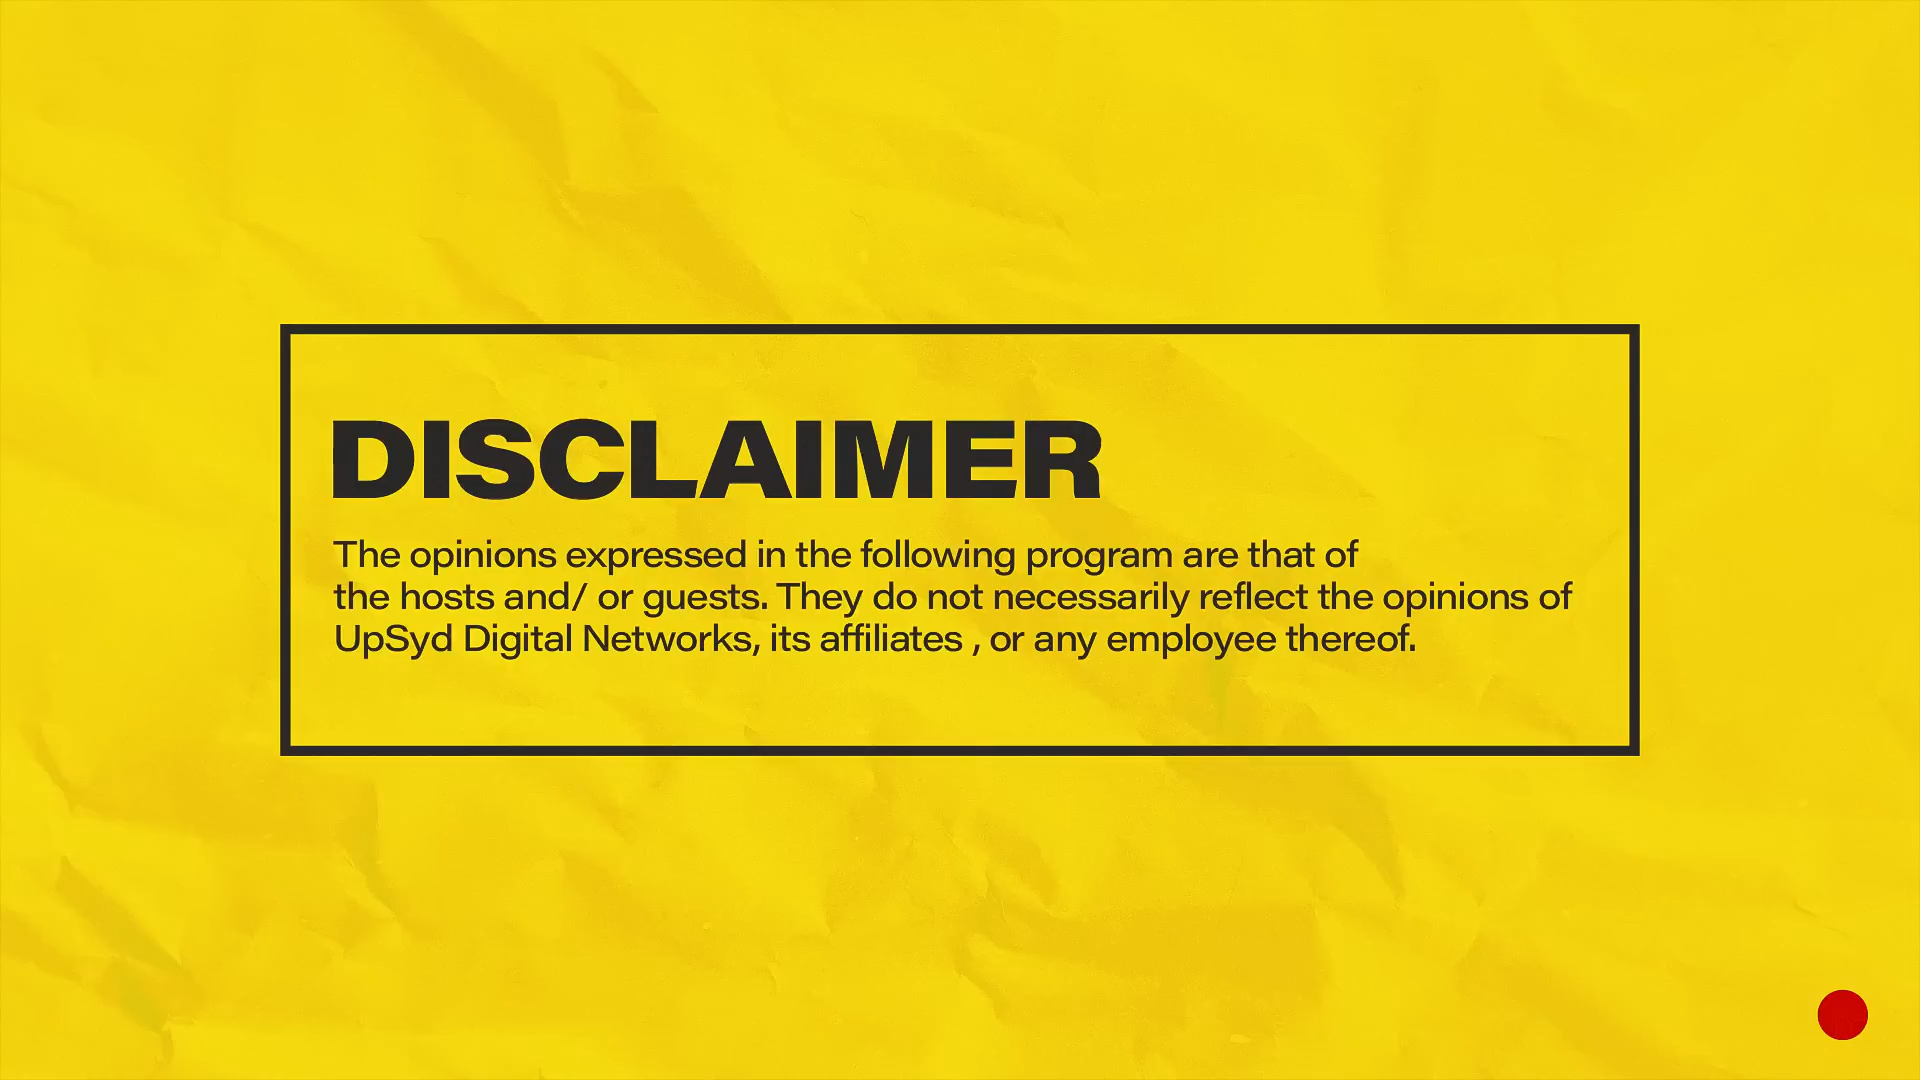 DISCLAIMER
The opinions expressed in the following program are that of
the hosts and/ or guests. They do not necessarily reflect the opinions of
UpSyd Digital Networks, its affiliates , or any employee thereof.